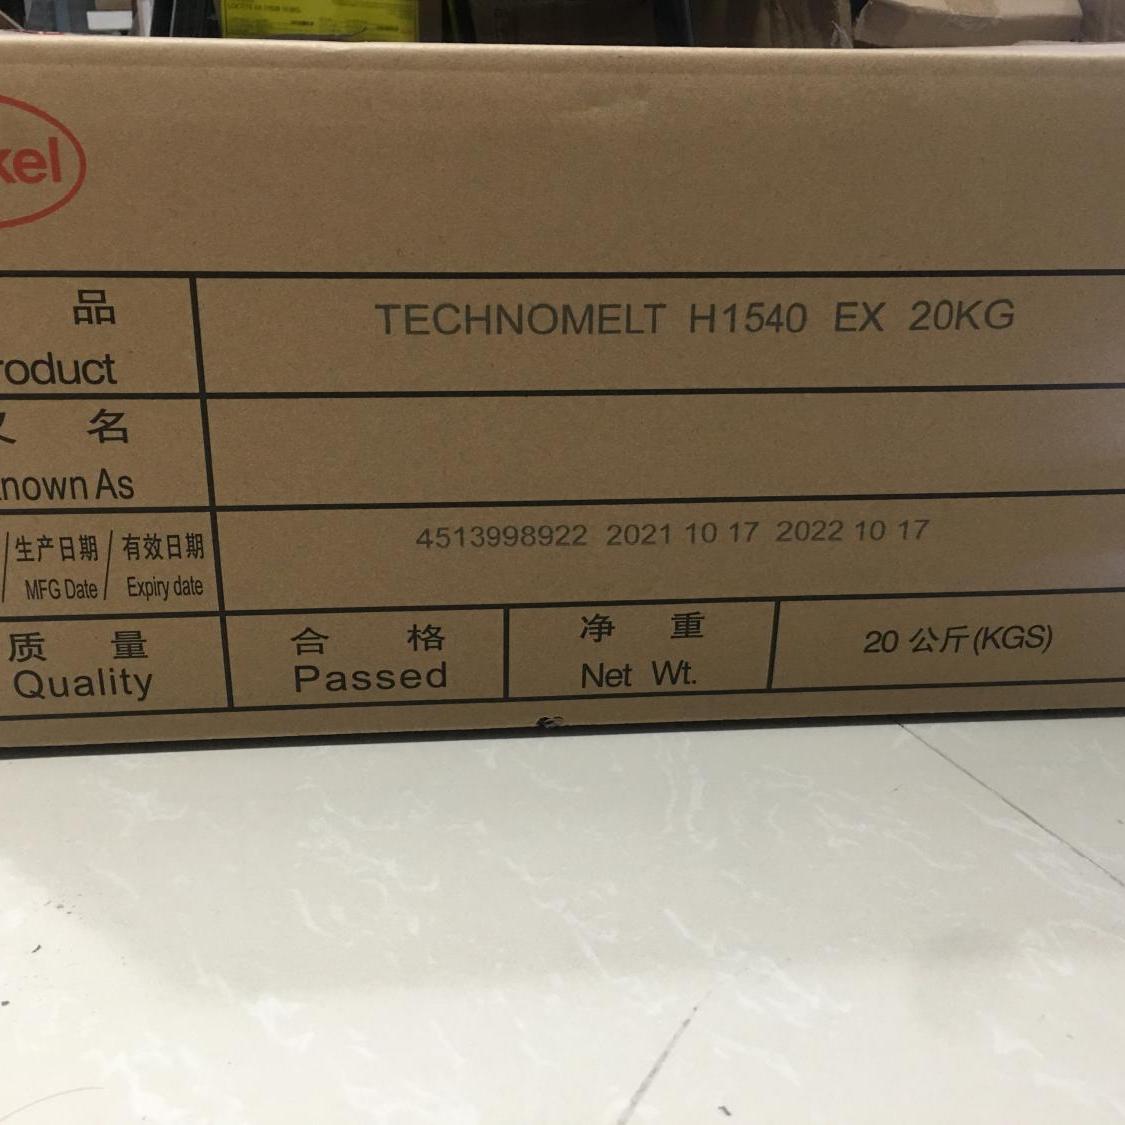 kel
品
roduct
TECHNOMELT H1540 EX 20KG
名
nown As
生产日期 / 有效日期
MFG Date / Expiry date
4513998922 2021 10 17 2022 10 17
质 量
Quality
合 格
Passed
净 重
Net Wt.
20 公斤(KGS)